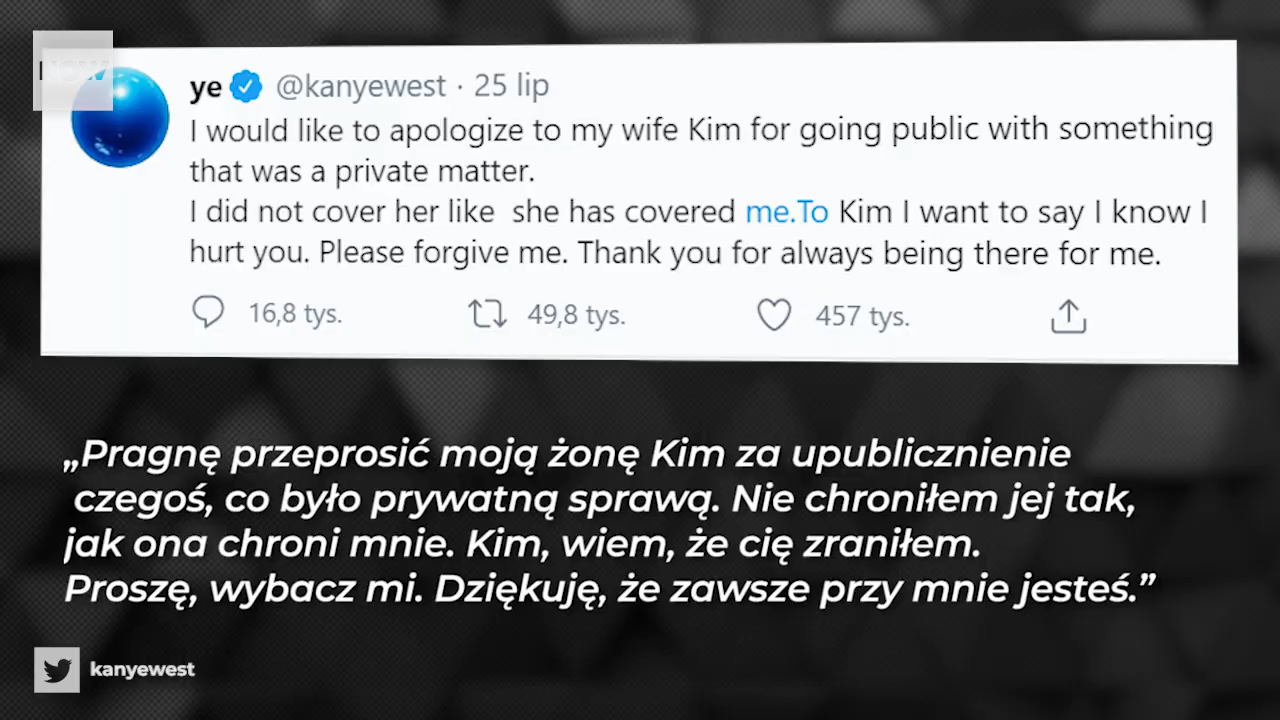 NOW
ye @kanyewest · 25 lip
I would like to apologize to my wife Kim for going public with something
that was a private matter.
I did not cover her like she has covered me.To Kim I want to say I know I
hurt you. Please forgive me. Thank you for always being there for me.
16,8 tys. 49,8 tys. 457 tys.
„Pragnę przeprosić moją żonę Kim za upublicznienie
czegoś, co było prywatną sprawą. Nie chroniłem jej tak,
jak ona chroni mnie. Kim, wiem, że cię zraniłem.
Proszę, wybacz mi. Dziękuję, że zawsze przy mnie jesteś.”
kanyewest